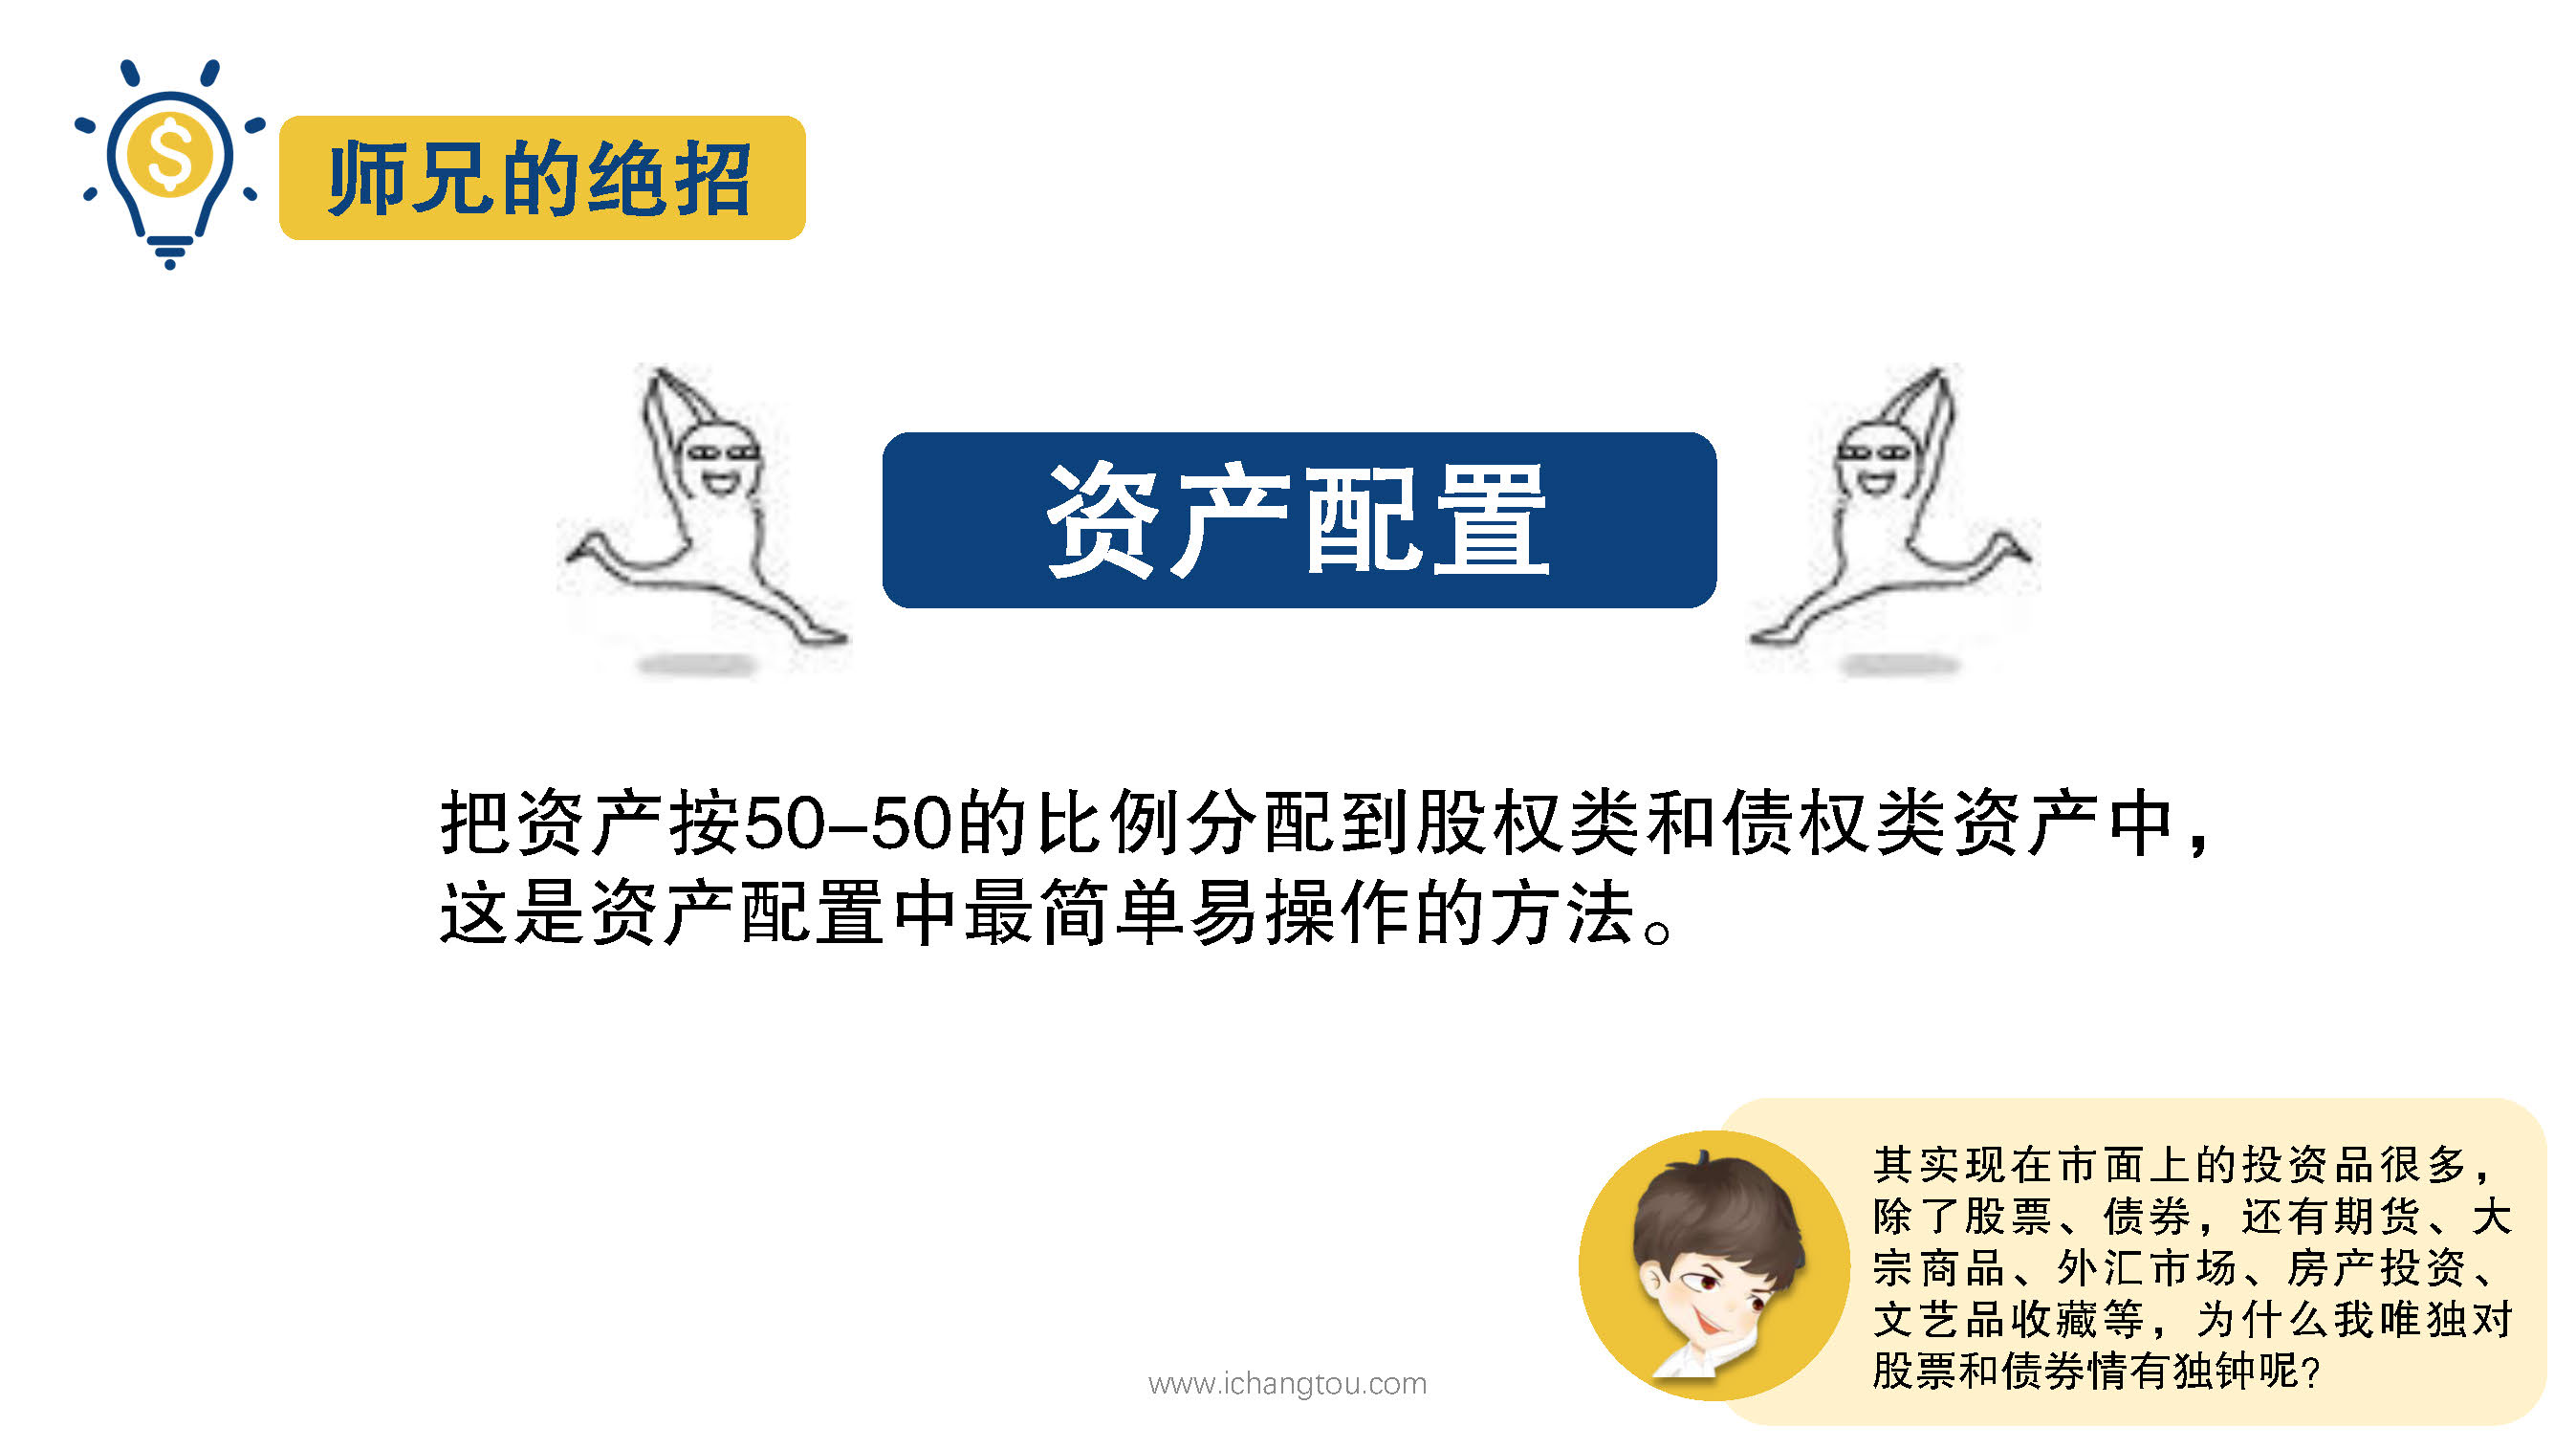 师兄的绝招
资产配置
把资产按50-50的比例分配到股权类和债权类资产中，
这是资产配置中最简单易操作的方法。
其实现在市面上的投资品很多，
除了股票、债券，还有期货、大
宗商品、外汇市场、房产投资、
文艺品收藏等，为什么我唯独对
股票和债券情有独钟呢？
www.ichangtou.com